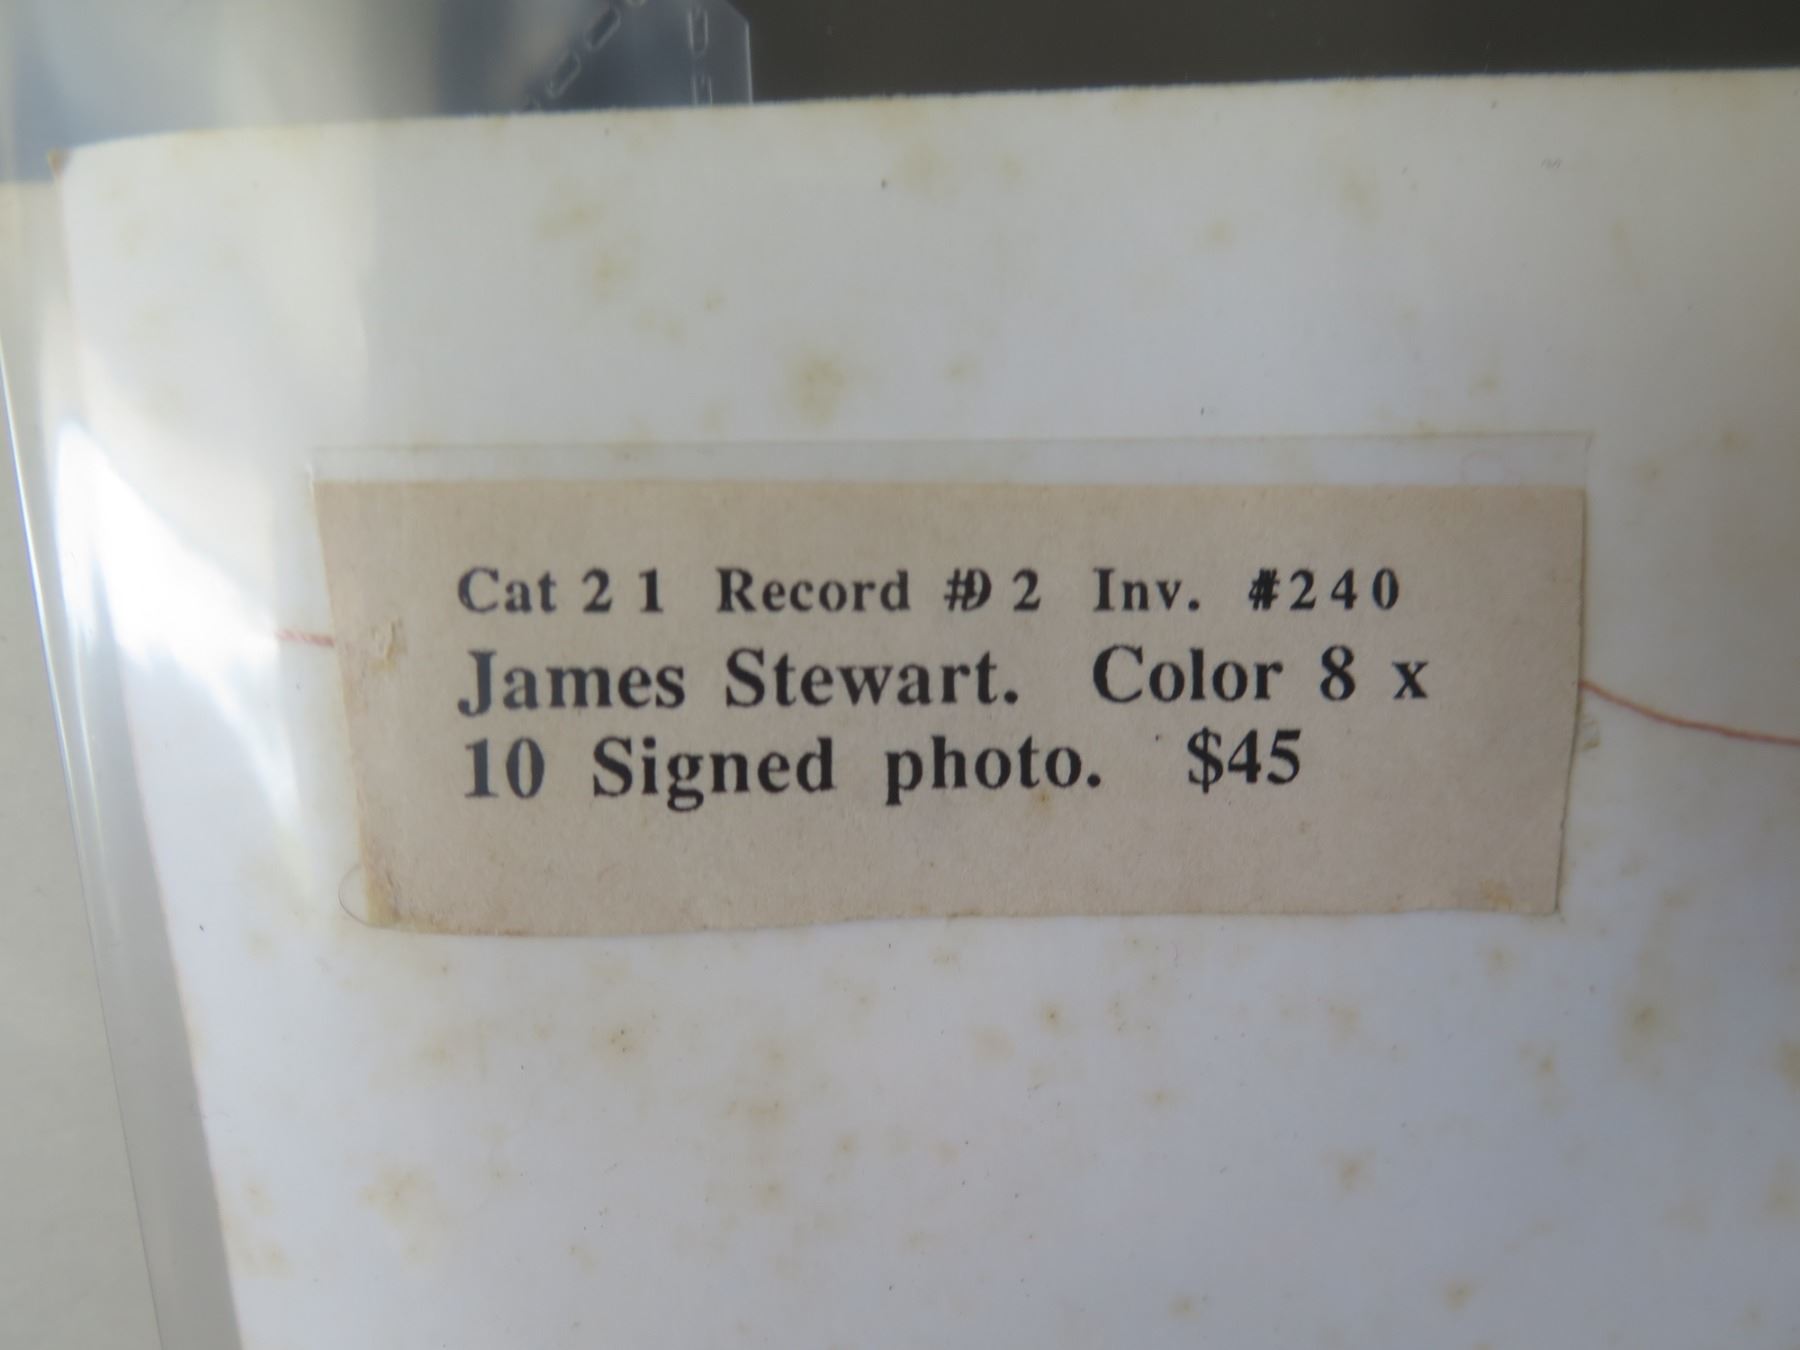 Cat 21 Record #92 Inv. #240
James Stewart. Color 8 x
10 Signed photo. $45